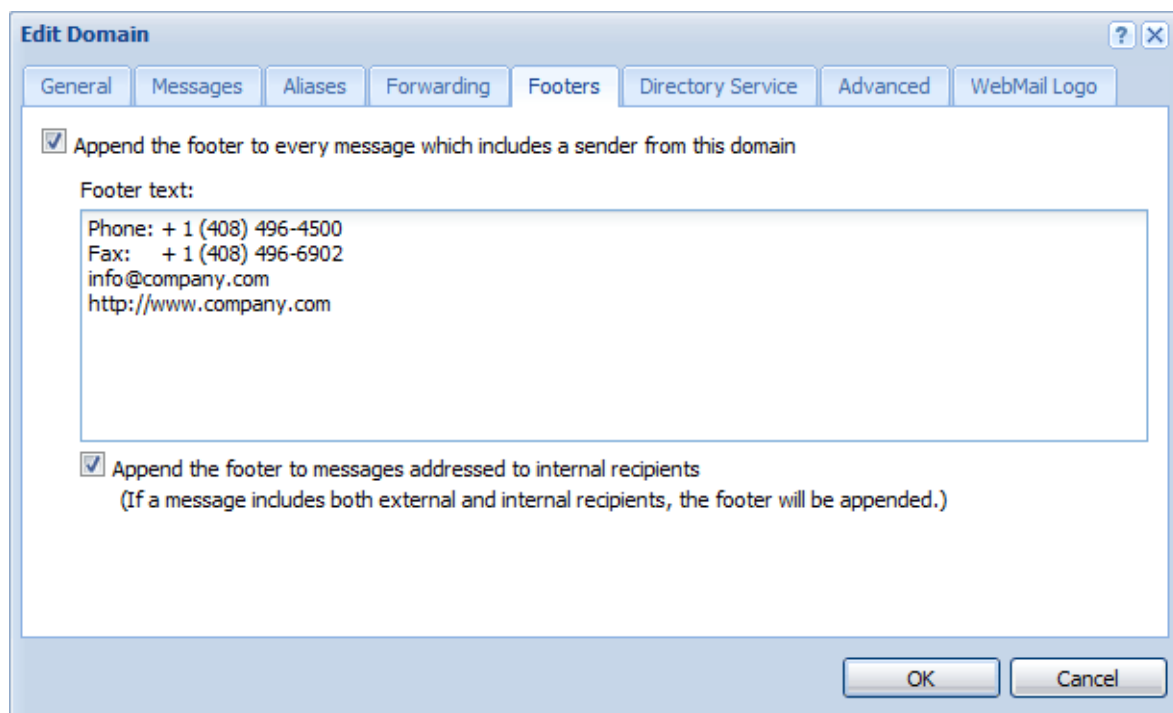 Edit Domain
General Messages Aliases Forwarding Footers Directory Service Advanced WebMail Logo
Append the footer to every message which includes a sender from this domain
Footer text:
Phone: + 1 (408) 496-4500
Fax: + 1 (408) 496-6902
info@company.com
http://www.company.com
Append the footer to messages addressed to internal recipients
(If a message includes both external and internal recipients, the footer will be appended.)
OK Cancel